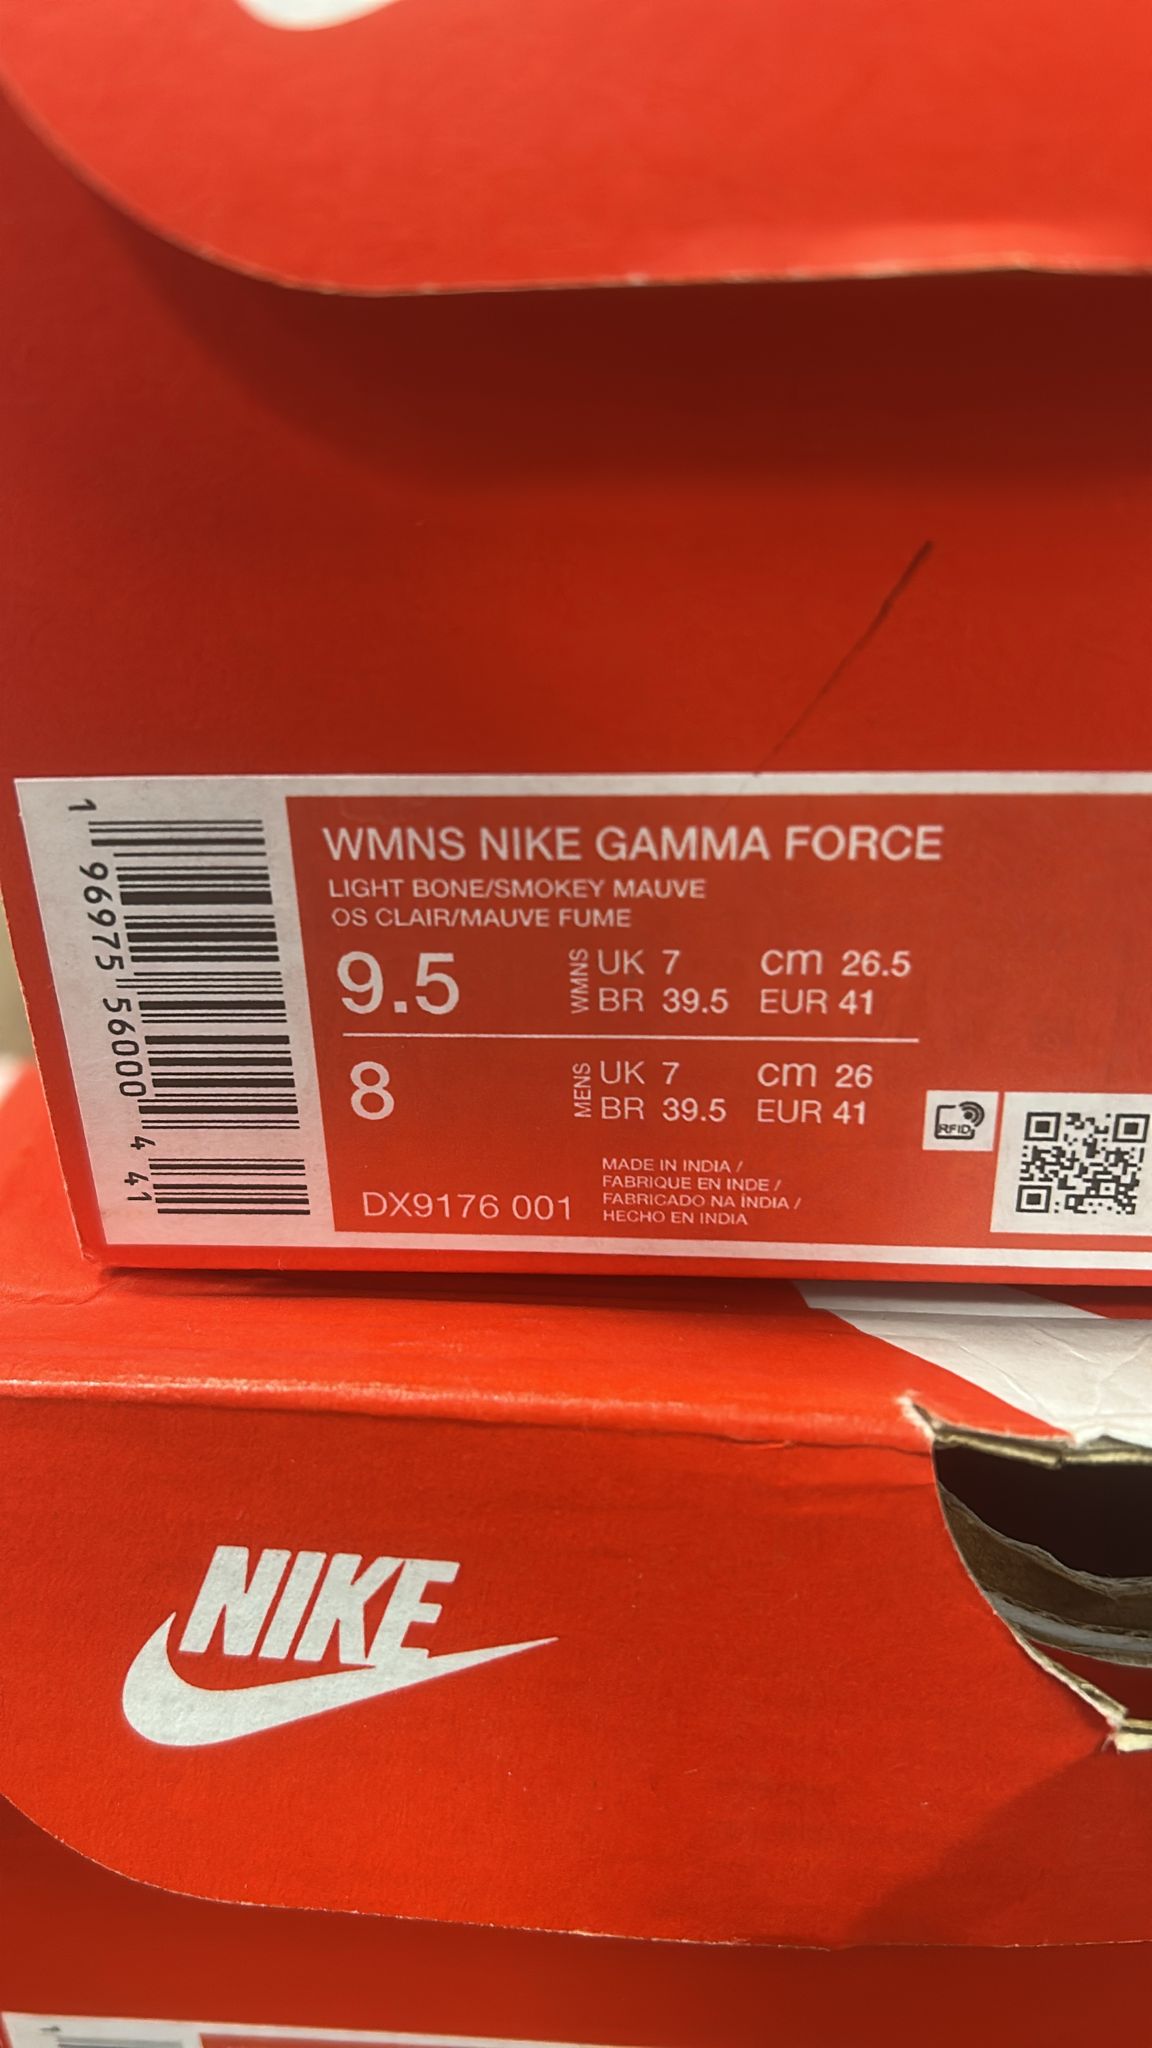 WMNS NIKE GAMMA FORCE
LIGHT BONE/SMOKEY MAUVE
OS CLAIR/MAUVE FUME
9.5 WMNS UK 7 cm 26.5
BR 39.5 EUR 41
8 MENS UK 7 cm 26
BR 39.5 EUR 41
MADE IN INDIA /
FABRIQUE EN INDE /
FABRICADO NA ÍNDIA /
HECHO EN INDIA
DX9176 001
RFID
1 96975 56000 4 41
NIKE
1